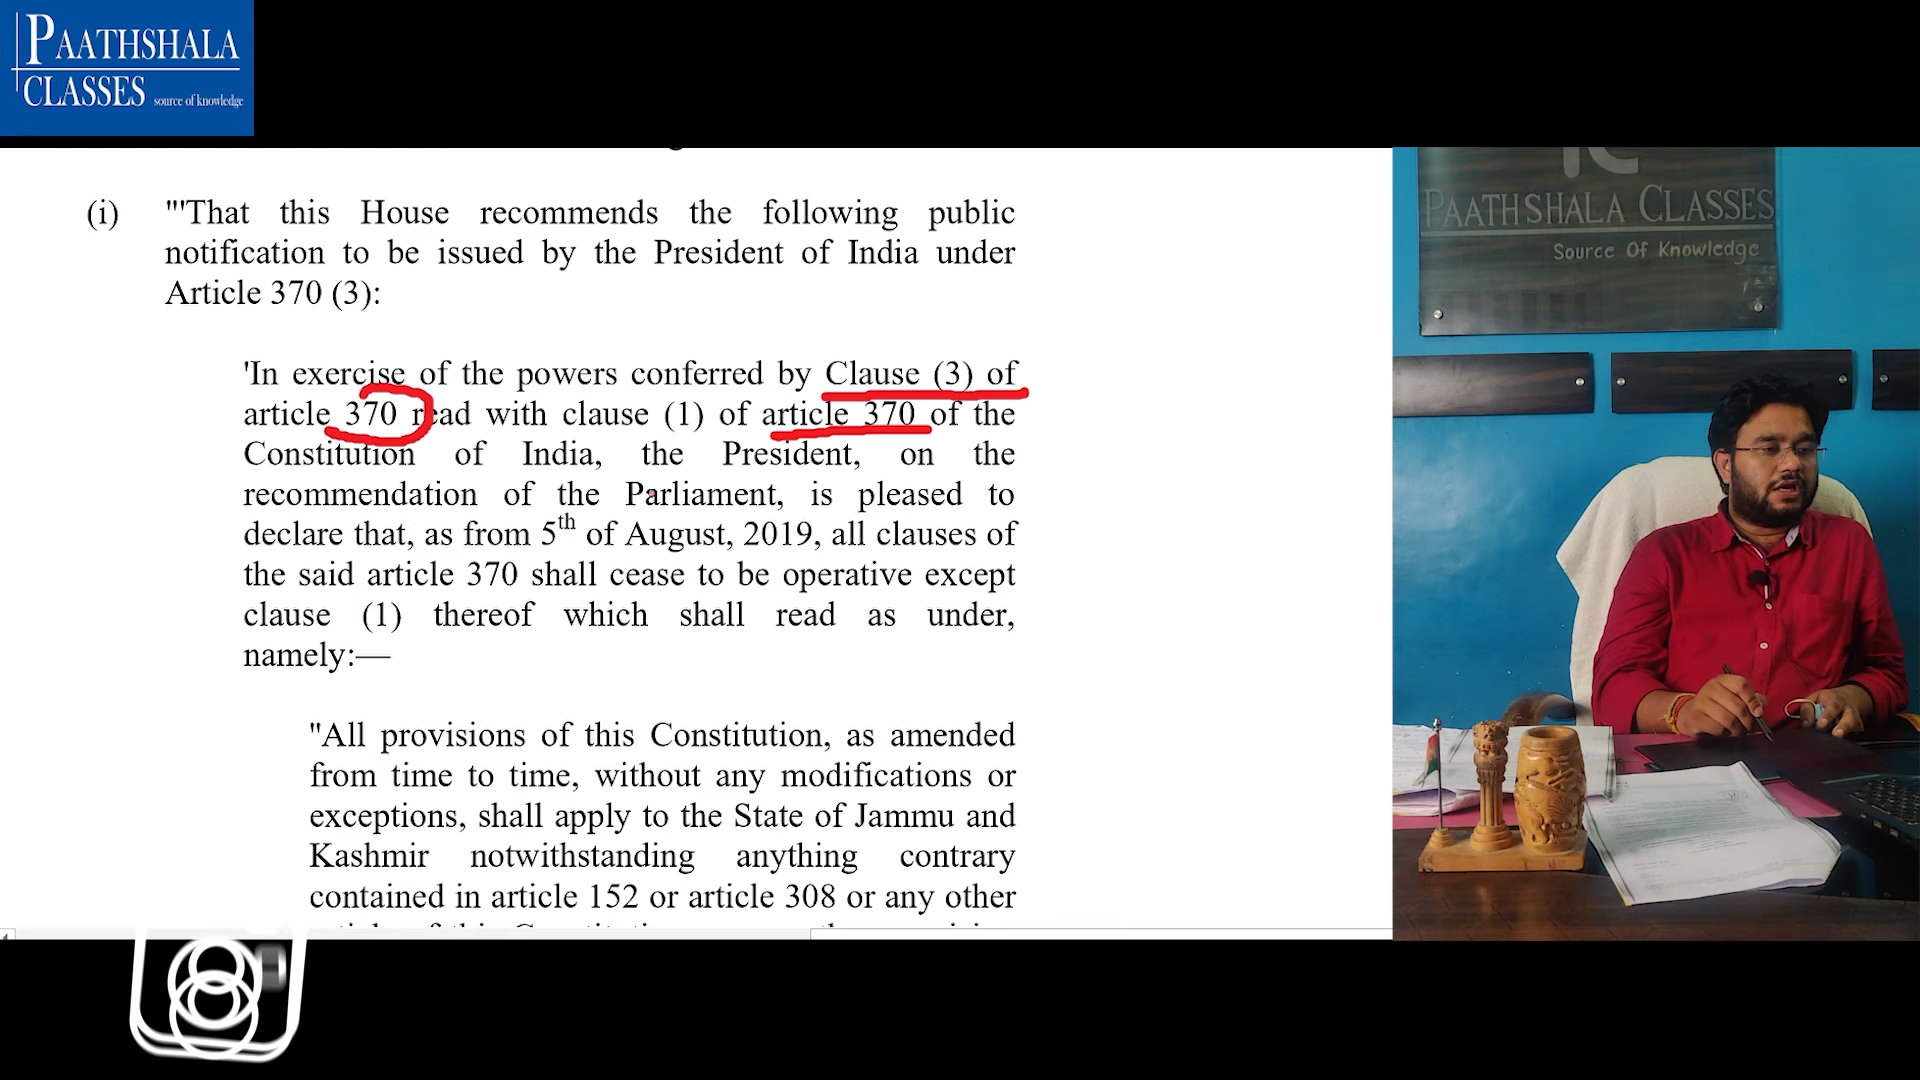 PAATHSHALA
CLASSES source of knowledge
(i) "'That this House recommends the following public
notification to be issued by the President of India under
Article 370 (3):
'In exercise of the powers conferred by Clause (3) of
article 370 read with clause (1) of article 370 of the
Constitution of India, the President, on the
recommendation of the Parliament, is pleased to
declare that, as from 5th of August, 2019, all clauses of
the said article 370 shall cease to be operative except
clause (1) thereof which shall read as under,
namely:—
"All provisions of this Constitution, as amended
from time to time, without any modifications or
exceptions, shall apply to the State of Jammu and
Kashmir notwithstanding anything contrary
contained in article 152 or article 308 or any other
PAATHSHALA CLASSES
Source Of Knowledge